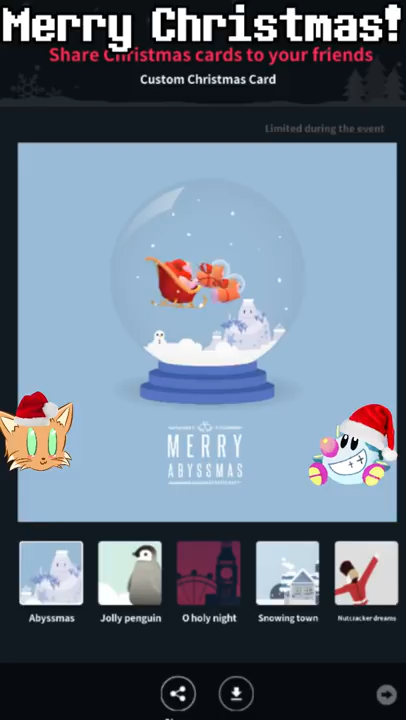 Merry Christmas!
Share Christmas cards to your friends
Custom Christmas Card
Limited during the event
MERRY
ABYSSMAS
Abyssmas
Jolly penguin
O holy night
Snowing town
Nutcracker dreams